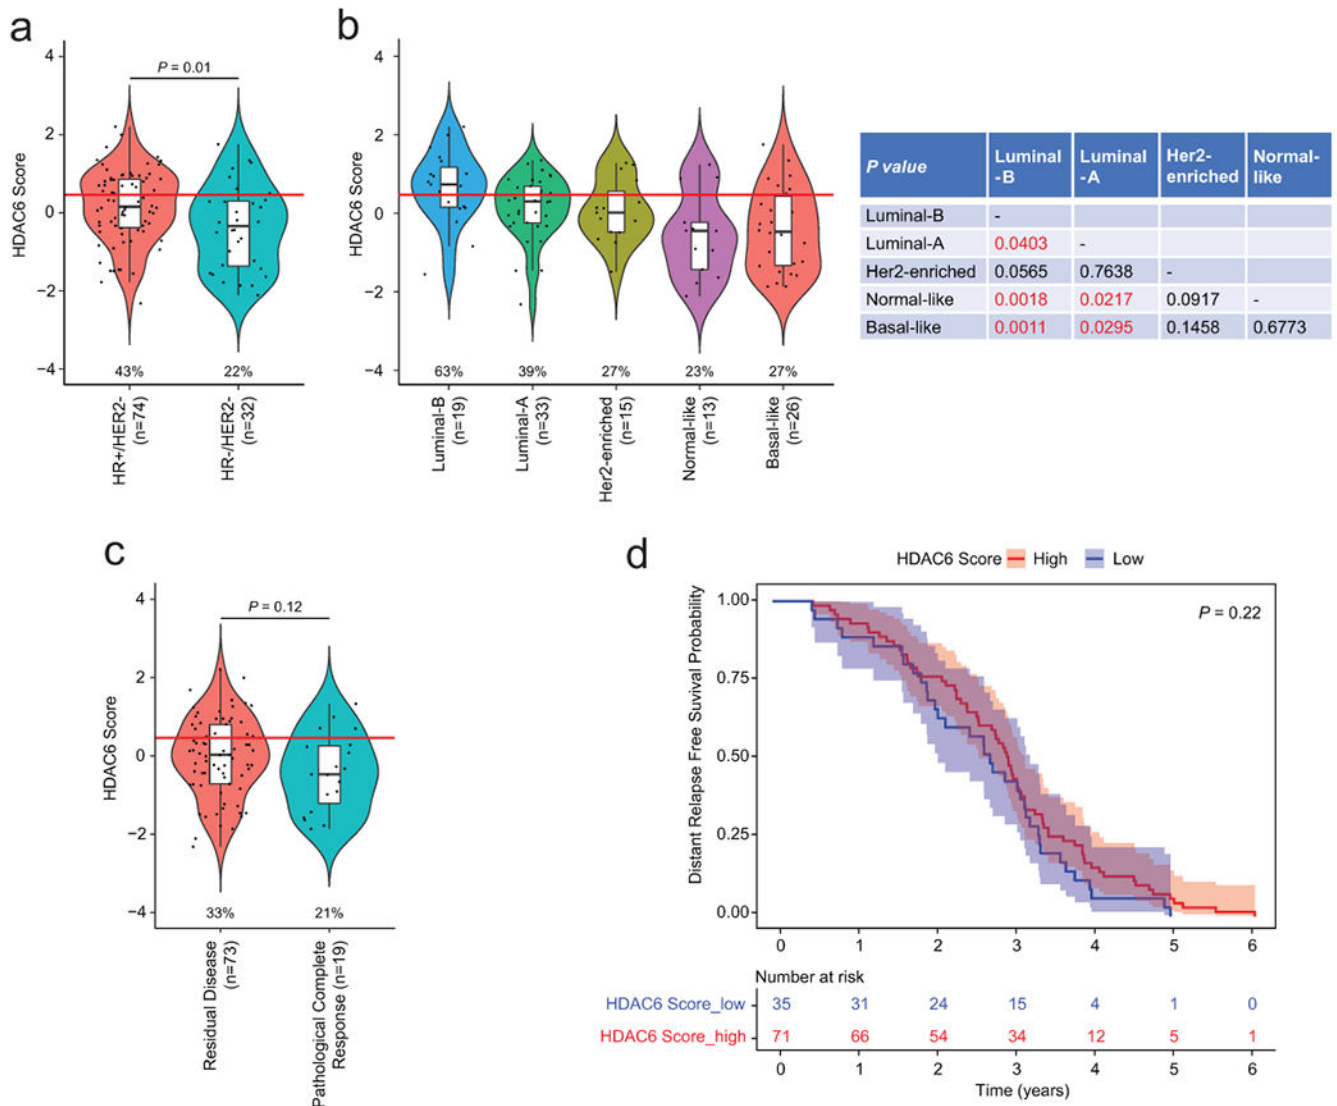 a
4
2
0
−2
−4
HDAC6 Score
P = 0.01
43%
22%
HR+/HER2-
(n=74)
HR-/HER2-
(n=32)
b
4
2
0
−2
−4
HDAC6 Score
63%
39%
27%
23%
27%
Luminal-B
(n=19)
Luminal-A
(n=33)
Her2-enriched
(n=15)
Normal-like
(n=13)
Basal-like
(n=26)
P value Luminal-B Luminal-A Her2-enriched Normal-like
Luminal-B -
Luminal-A 0.0403 -
Her2-enriched 0.0565 0.7638 -
Normal-like 0.0018 0.0217 0.0917 -
Basal-like 0.0011 0.0295 0.1458 0.6773
c
4
2
0
−2
−4
HDAC6 Score
P = 0.12
33%
21%
Residual Disease
(n=73)
Pathological Complete
Response (n=19)
d
HDAC6 Score High Low
P = 0.22
1.00
0.75
0.50
0.25
0.00
Distant Relapse Free Suvival Probability
0 1 2 3 4 5 6
Number at risk
HDAC6 Score_low 35 31 24 15 4 1 0
HDAC6 Score_high 71 66 54 34 12 5 1
0 1 2 3 4 5 6
Time (years)